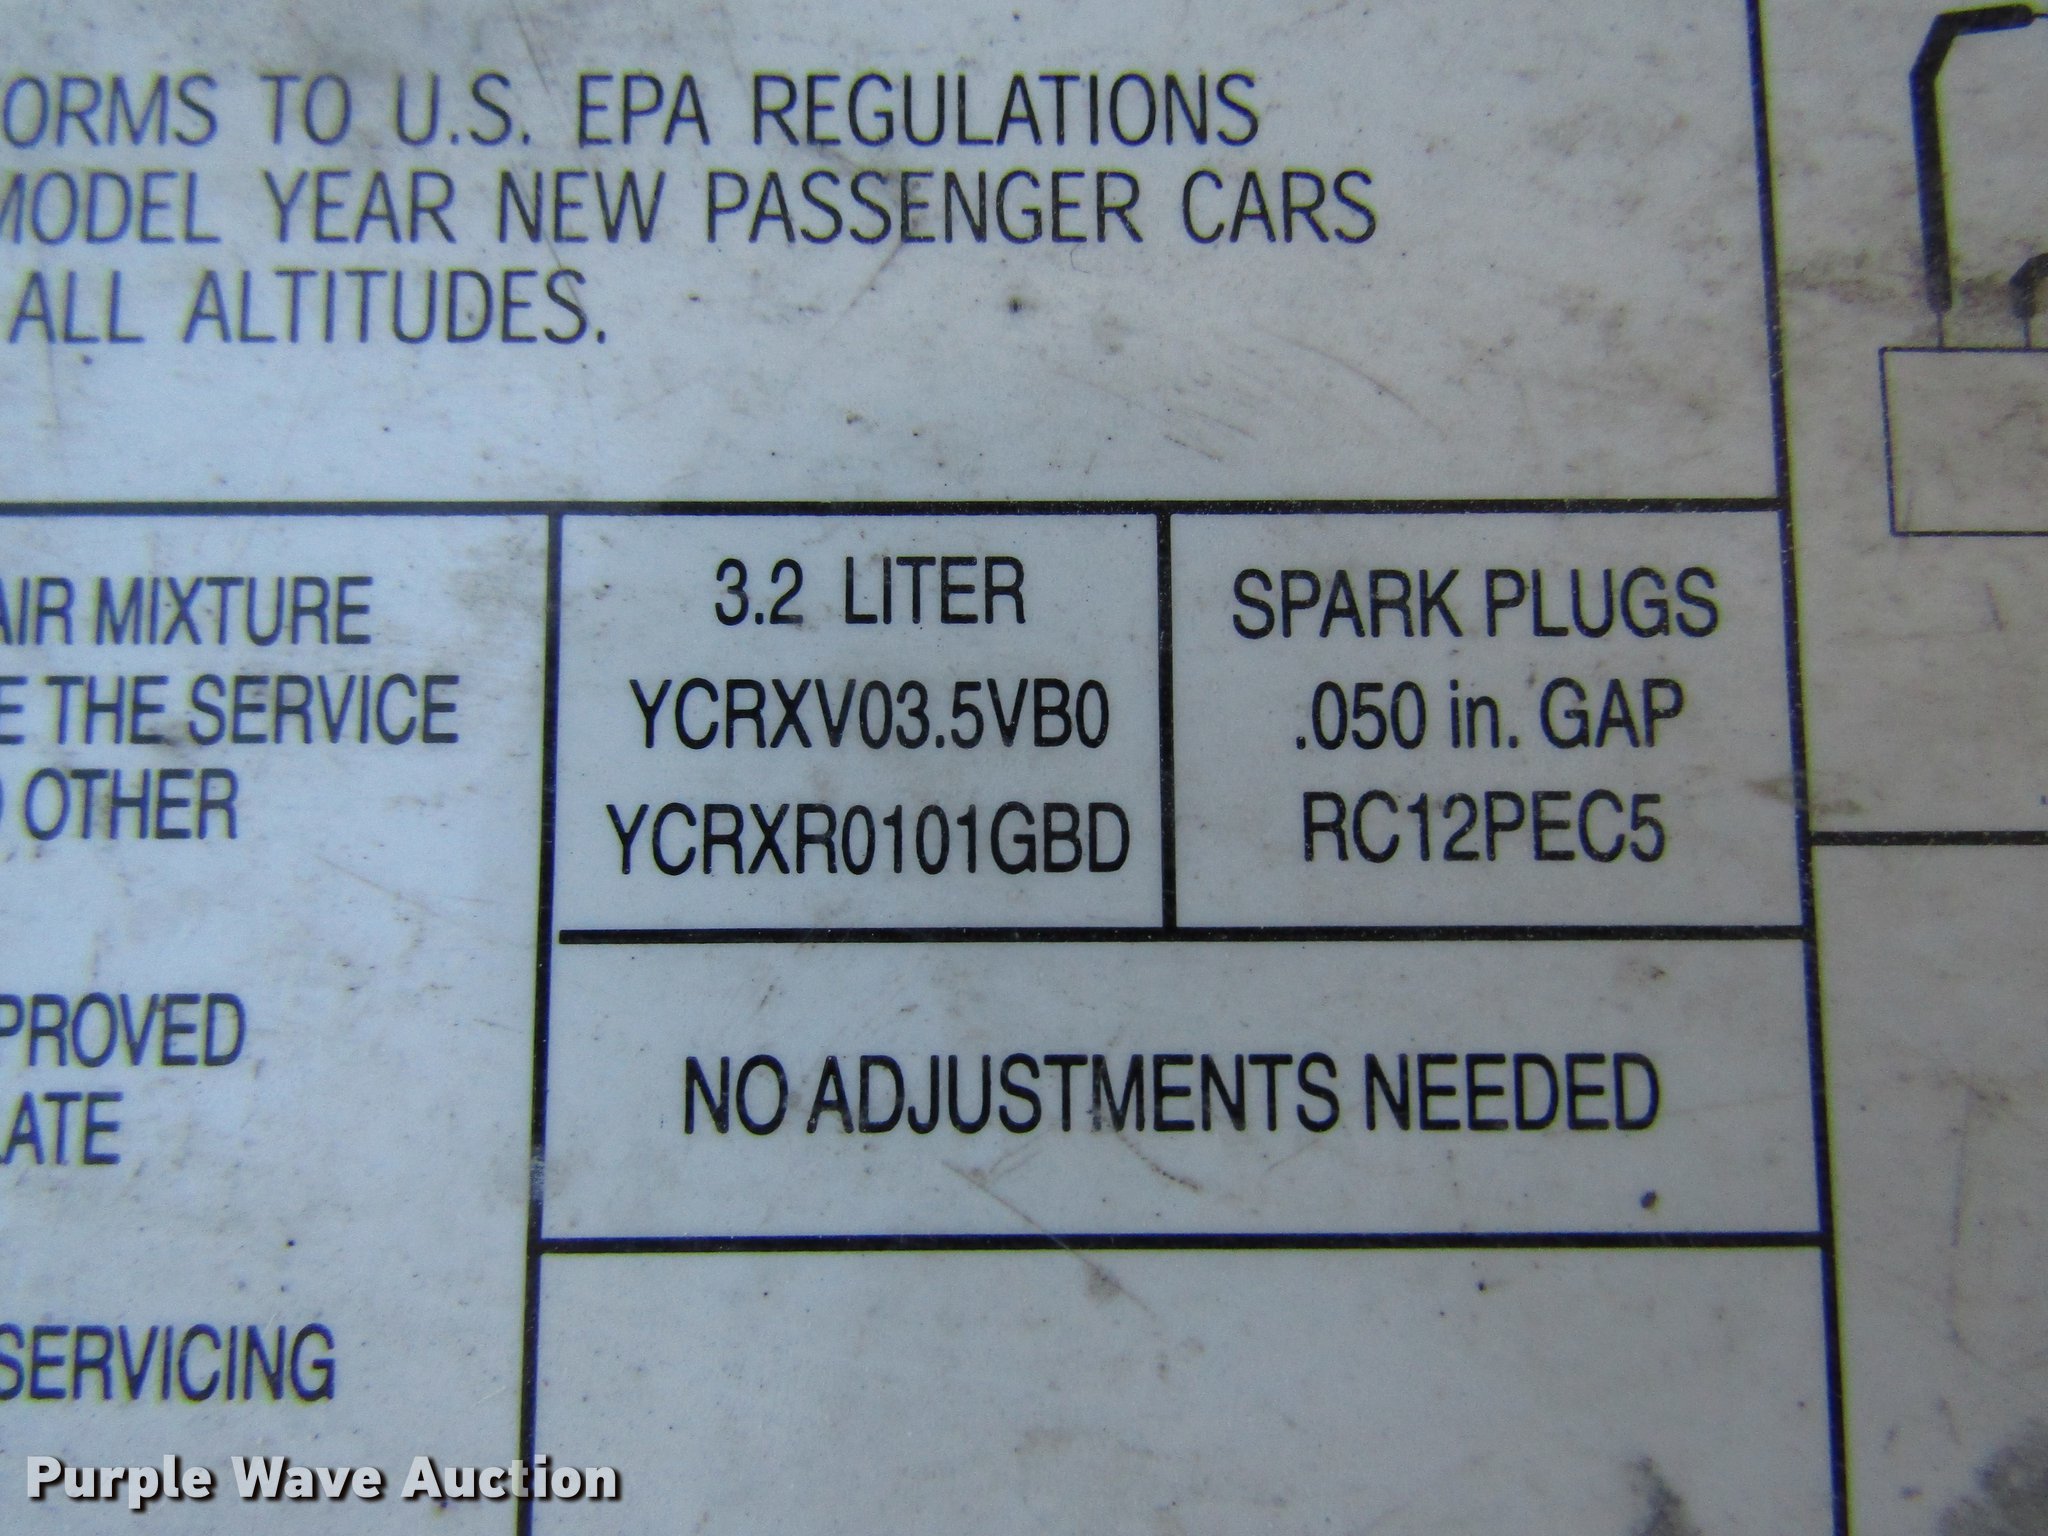 ORMS TO U.S. EPA REGULATIONS
MODEL YEAR NEW PASSENGER CARS
ALL ALTITUDES.
AIR MIXTURE
E THE SERVICE
OTHER
PROVED
LATE
SERVICING
3.2 LITER
YCRXV03.5VB0
YCRXR0101GBD
SPARK PLUGS
.050 in. GAP
RC12PEC5
NO ADJUSTMENTS NEEDED
Purple Wave Auction